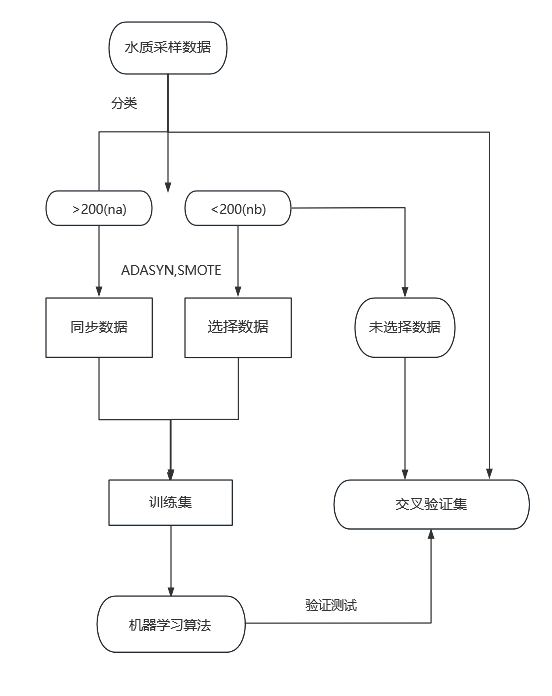 水质采样数据
分类
>200(na)
<200(nb)
ADASYN,SMOTE
同步数据
选择数据
未选择数据
训练集
交叉验证集
验证测试
机器学习算法